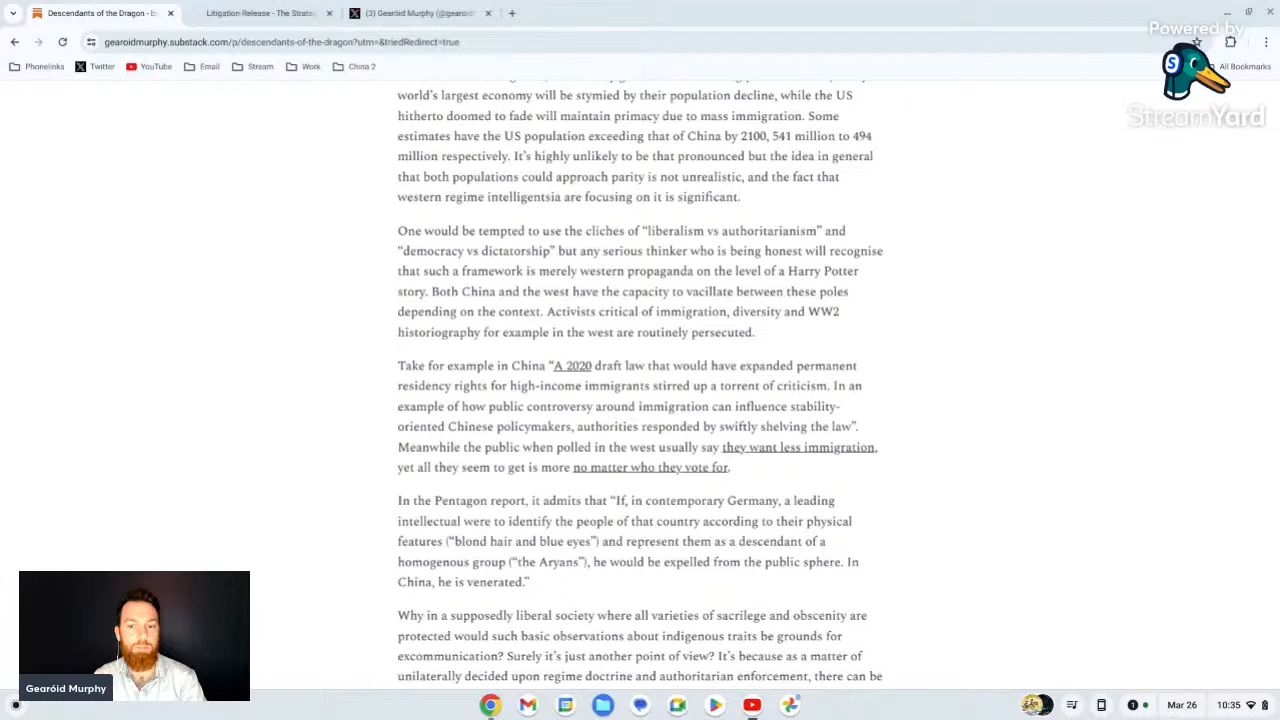 Descendants of the Dragon - b
Litigation Release - The Strate
(3) Gearóid Murphy (@gearoid
gearoidmurphy.substack.com/p/descendants-of-the-dragon?utm=&triedRedirect=true
Phonelinks
Twitter
YouTube
Email
Stream
Work
China 2
All Bookmarks
Powered by
S
StreamYard
world's largest economy will be stymied by their population decline, while the US
hitherto doomed to fade will maintain primacy due to mass immigration. Some
estimates have the US population exceeding that of China by 2100, 541 million to 494
million respectively. It's highly unlikely to be that pronounced but the idea in general
that both populations could approach parity is not unrealistic, and the fact that
western regime intelligentsia are focusing on it is significant.
One would be tempted to use the cliches of “liberalism vs authoritarianism” and
“democracy vs dictatorship” but any serious thinker who is being honest will recognise
that such a framework is merely western propaganda on the level of a Harry Potter
story. Both China and the west have the capacity to vacillate between these poles
depending on the context. Activists critical of immigration, diversity and WW2
historiography for example in the west are routinely persecuted.
Take for example in China “A 2020 draft law that would have expanded permanent
residency rights for high-income immigrants stirred up a torrent of criticism. In an
example of how public controversy around immigration can influence stability-
oriented Chinese policymakers, authorities responded by swiftly shelving the law”.
Meanwhile the public when polled in the west usually say they want less immigration,
yet all they seem to get is more no matter who they vote for.
In the Pentagon report, it admits that “If, in contemporary Germany, a leading
intellectual were to identify the people of that country according to their physical
features (“blond hair and blue eyes”) and represent them as a descendant of a
homogenous group (“the Aryans”), he would be expelled from the public sphere. In
China, he is venerated.”
Why in a supposedly liberal society where all varieties of sacrilege and obscenity are
protected would such basic observations about indigenous traits be grounds for
excommunication? Surely it's just another point of view? It's because as a matter of
unilaterally decided upon regime doctrine and authoritarian enforcement, there can be
Gearóid Murphy
Mar 26
10:35